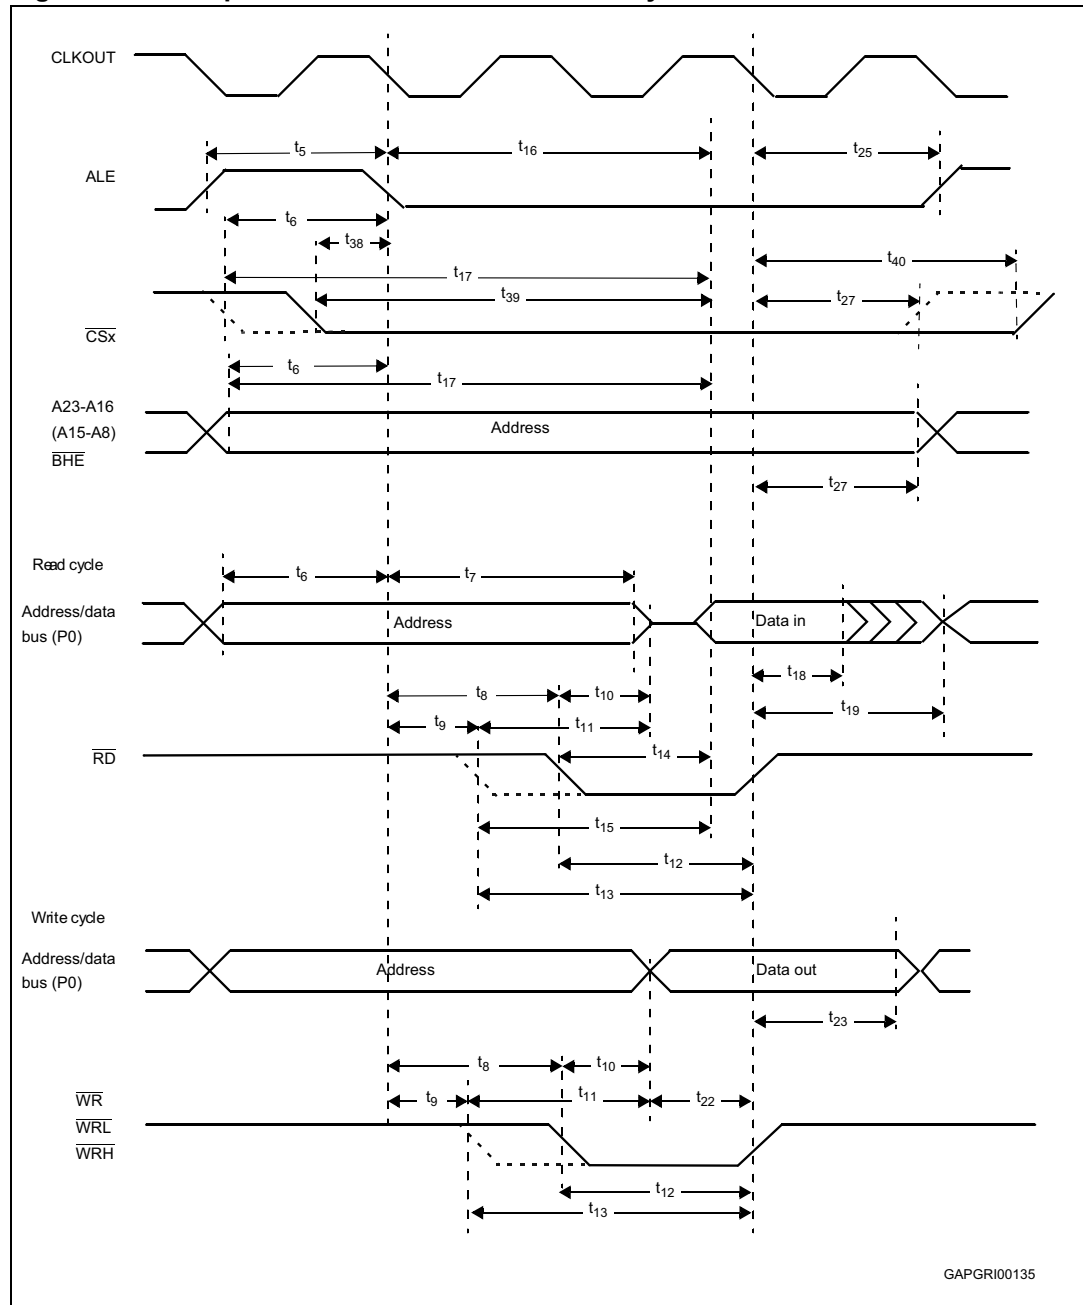 CLKOUT
t5
t16
t25
ALE
t6
t38
t40
t17
t39
t27
CSx
t6
t17
A23-A16
(A15-A8)
Address
BHE
t27
Read cycle
t6
t7
Address/data
bus (P0)
Address
Data in
t18
t8
t10
t19
t9
t11
RD
t14
t15
t12
t13
Write cycle
Address/data
bus (P0)
Address
Data out
t23
t8
t10
WR
t9
t11
t22
WRL
WRH
t12
t13
GAPGRI00135